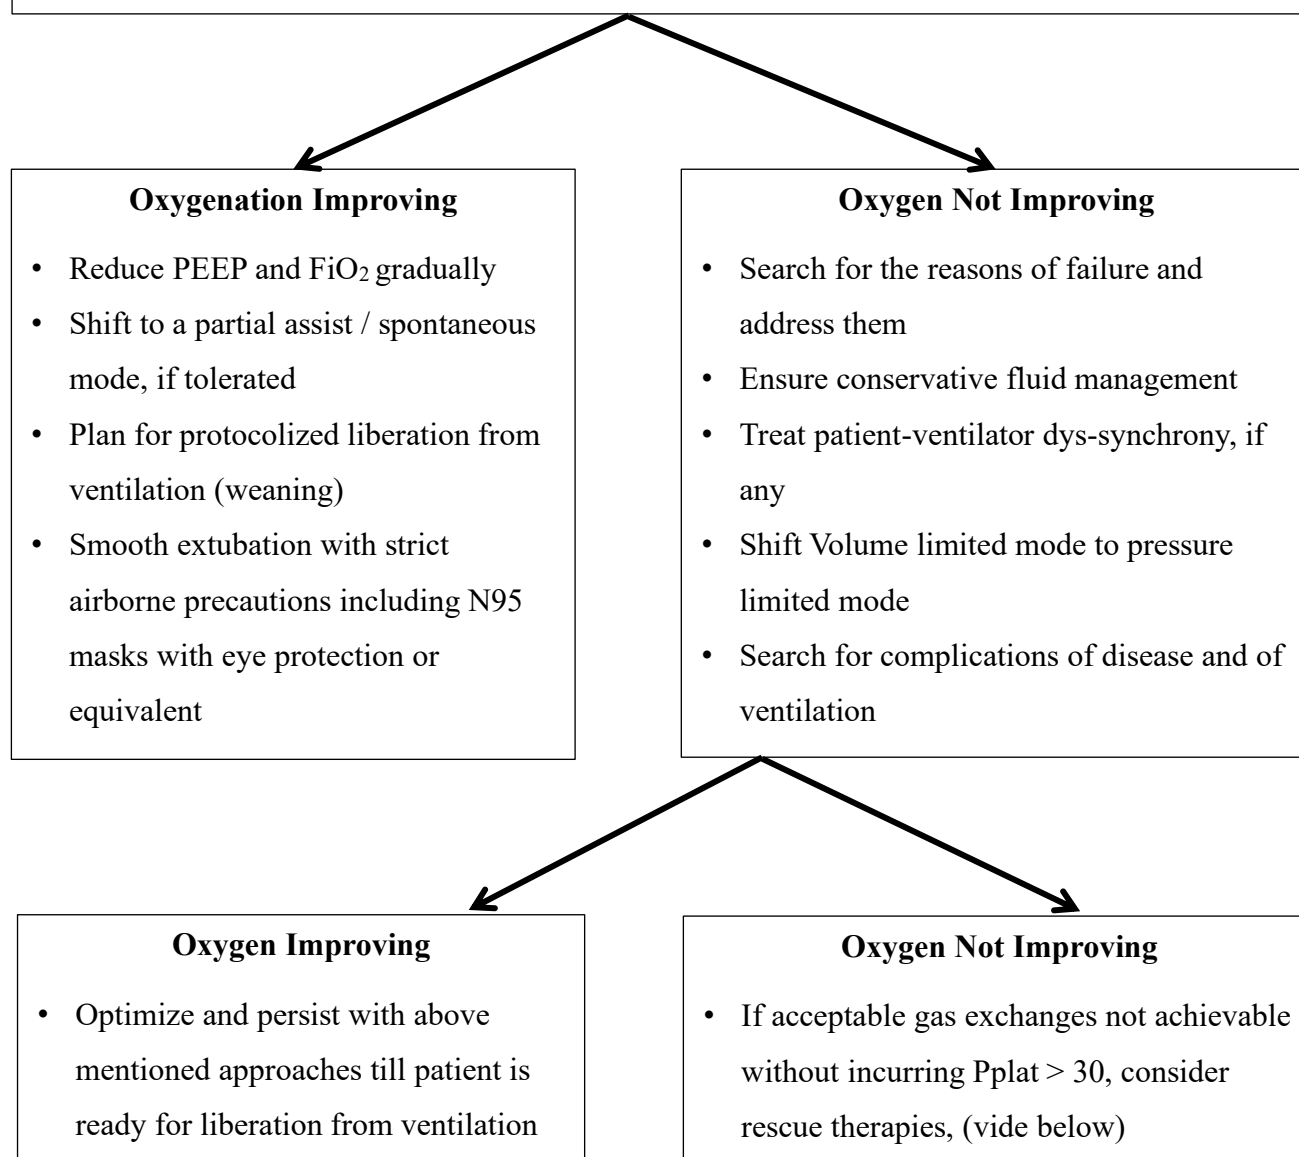 Oxygenation Improving
• Reduce PEEP and FiO2 gradually
• Shift to a partial assist / spontaneous
mode, if tolerated
• Plan for protocolized liberation from
ventilation (weaning)
• Smooth extubation with strict
airborne precautions including N95
masks with eye protection or
equivalent
Oxygen Not Improving
• Search for the reasons of failure and
address them
• Ensure conservative fluid management
• Treat patient-ventilator dys-synchrony, if
any
• Shift Volume limited mode to pressure
limited mode
• Search for complications of disease and of
ventilation
Oxygen Improving
• Optimize and persist with above
mentioned approaches till patient is
ready for liberation from ventilation
Oxygen Not Improving
• If acceptable gas exchanges not achievable
without incurring Pplat > 30, consider
rescue therapies, (vide below)